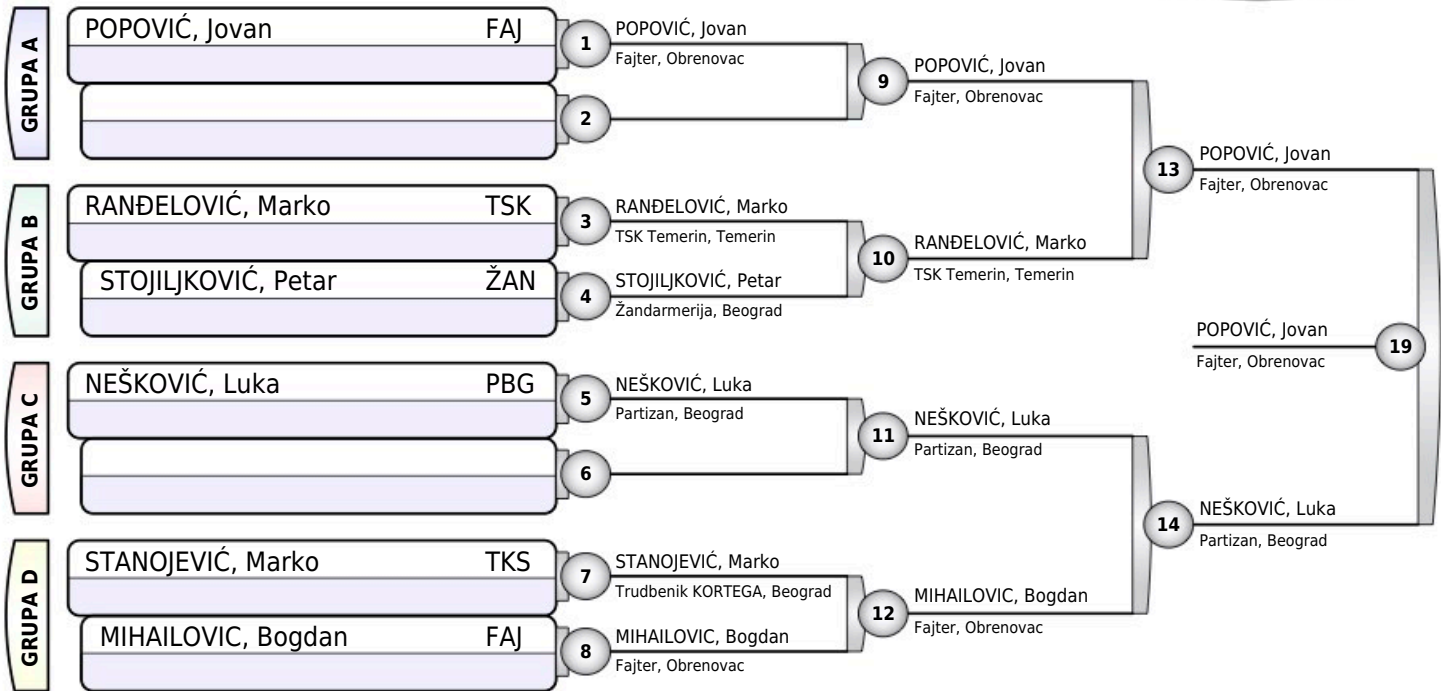 GRUPA A
POPOVIĆ, Jovan FAJ
1
POPOVIĆ, Jovan
Fajter, Obrenovac
2
9
POPOVIĆ, Jovan
Fajter, Obrenovac
GRUPA B
RANĐELOVIĆ, Marko TSK
3
RANĐELOVIĆ, Marko
TSK Temerin, Temerin
STOJILJKOVIĆ, Petar ŽAN
4
STOJILJKOVIĆ, Petar
Žandarmerija, Beograd
10
RANĐELOVIĆ, Marko
TSK Temerin, Temerin
13
POPOVIĆ, Jovan
Fajter, Obrenovac
GRUPA C
NEŠKOVIĆ, Luka PBG
5
NEŠKOVIĆ, Luka
Partizan, Beograd
6
11
NEŠKOVIĆ, Luka
Partizan, Beograd
GRUPA D
STANOJEVIĆ, Marko TKS
7
STANOJEVIĆ, Marko
Trudbenik KORTEGA, Beograd
MIHAILOVIC, Bogdan FAJ
8
MIHAILOVIC, Bogdan
Fajter, Obrenovac
12
MIHAILOVIC, Bogdan
Fajter, Obrenovac
14
NEŠKOVIĆ, Luka
Partizan, Beograd
POPOVIĆ, Jovan
Fajter, Obrenovac
19